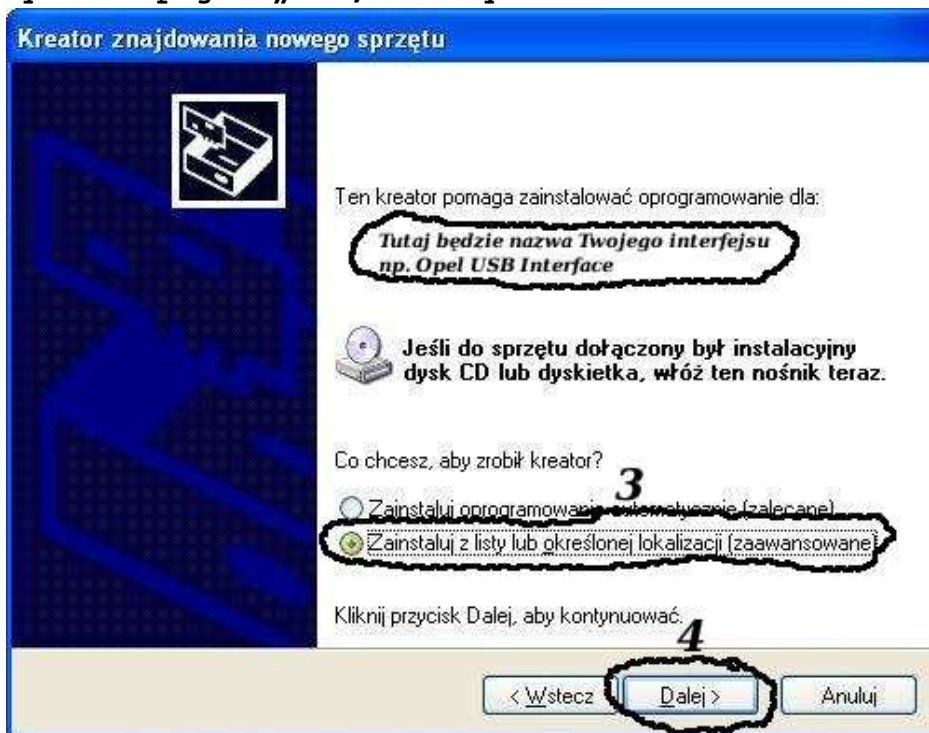 Kreator znajdowania nowego sprzętu
Ten kreator pomaga zainstalować oprogramowanie dla:
Tutaj będzie nazwa Twojego interfejsu
np. Opel USB Interface
Jeśli do sprzętu dołączony był instalacyjny
dysk CD lub dyskietka, włóż ten nośnik teraz.
Co chcesz, aby zrobił kreator?
3
Zainstaluj oprogramowanie automatycznie (zalecane)
Zainstaluj z listy lub określonej lokalizacji (zaawansowane)
Kliknij przycisk Dalej, aby kontynuować.
4
< Wstecz
Dalej >
Anuluj